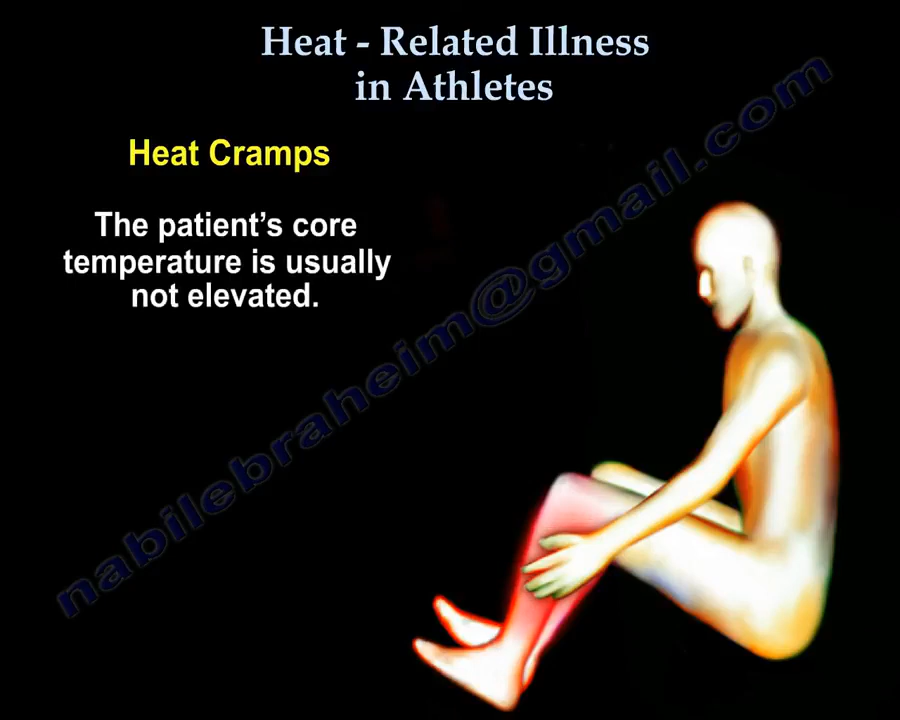 Heat - Related Illness
in Athletes
Heat Cramps
The patient's core
temperature is usually
not elevated.
nabilebraheim@gmail.com